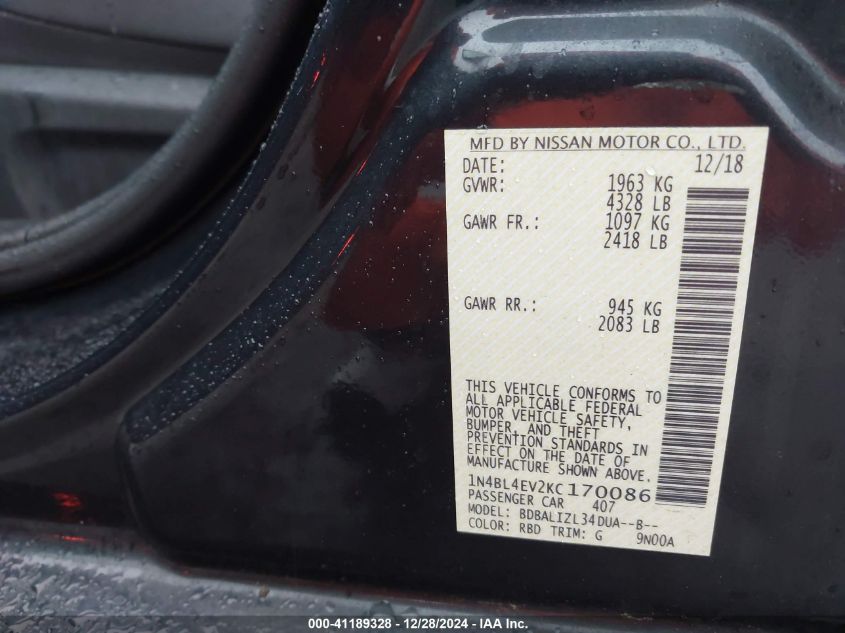 MFD BY NISSAN MOTOR CO., LTD.
DATE: 12/18
GVWR: 1963 KG
4328 LB
GAWR FR.: 1097 KG
2418 LB
GAWR RR.: 945 KG
2083 LB
THIS VEHICLE CONFORMS TO
ALL APPLICABLE FEDERAL
MOTOR VEHICLE SAFETY,
BUMPER, AND THEFT
PREVENTION STANDARDS IN
EFFECT ON THE DATE OF
MANUFACTURE SHOWN ABOVE.
1N4BL4EV2KC170086
PASSENGER CAR 407
MODEL: BDBALIZL34DUA--B--
COLOR: RBD TRIM: G 9N00A
000-41189328 - 12/28/2024 - IAA Inc.